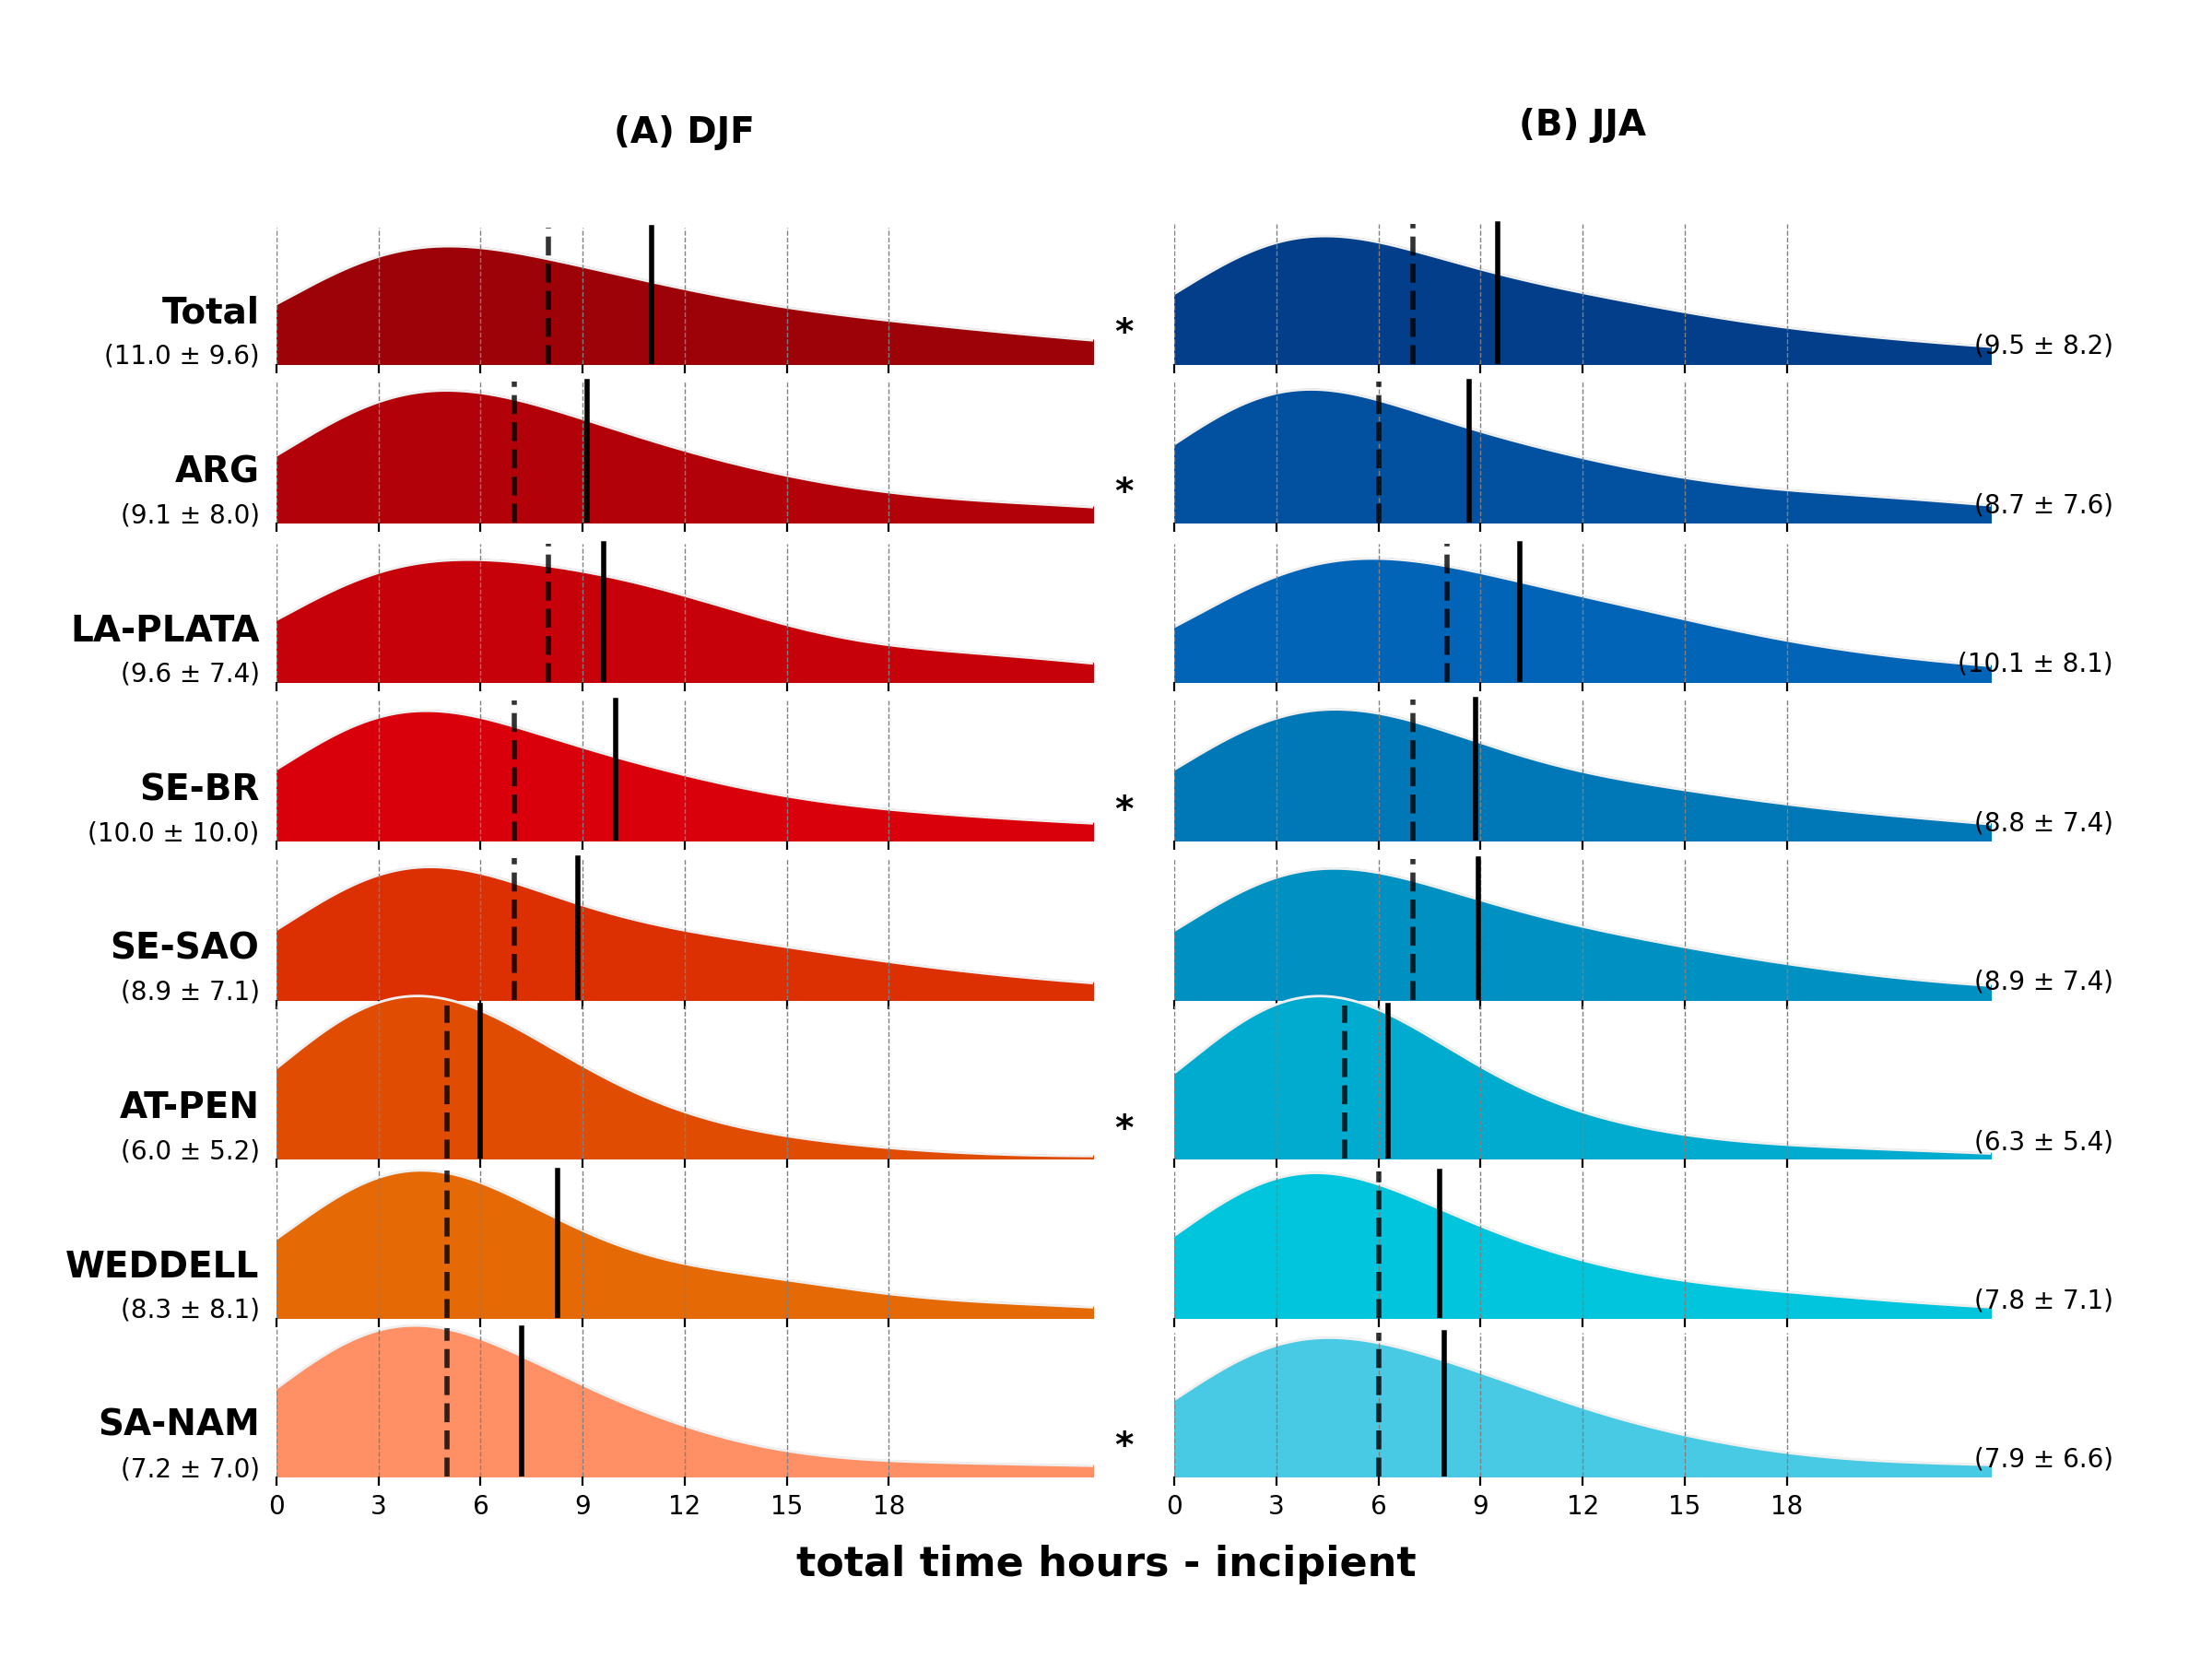 (A) DJF
(B) JJA
Total
(11.0 ± 9.6)
*
(9.5 ± 8.2)
ARG
(9.1 ± 8.0)
*
(8.7 ± 7.6)
LA-PLATA
(9.6 ± 7.4)
(10.1 ± 8.1)
SE-BR
(10.0 ± 10.0)
*
(8.8 ± 7.4)
SE-SAO
(8.9 ± 7.1)
(8.9 ± 7.4)
AT-PEN
(6.0 ± 5.2)
*
(6.3 ± 5.4)
WEDDELL
(8.3 ± 8.1)
(7.8 ± 7.1)
SA-NAM
(7.2 ± 7.0)
*
(7.9 ± 6.6)
0 3 6 9 12 15 18
0 3 6 9 12 15 18
total time hours - incipient